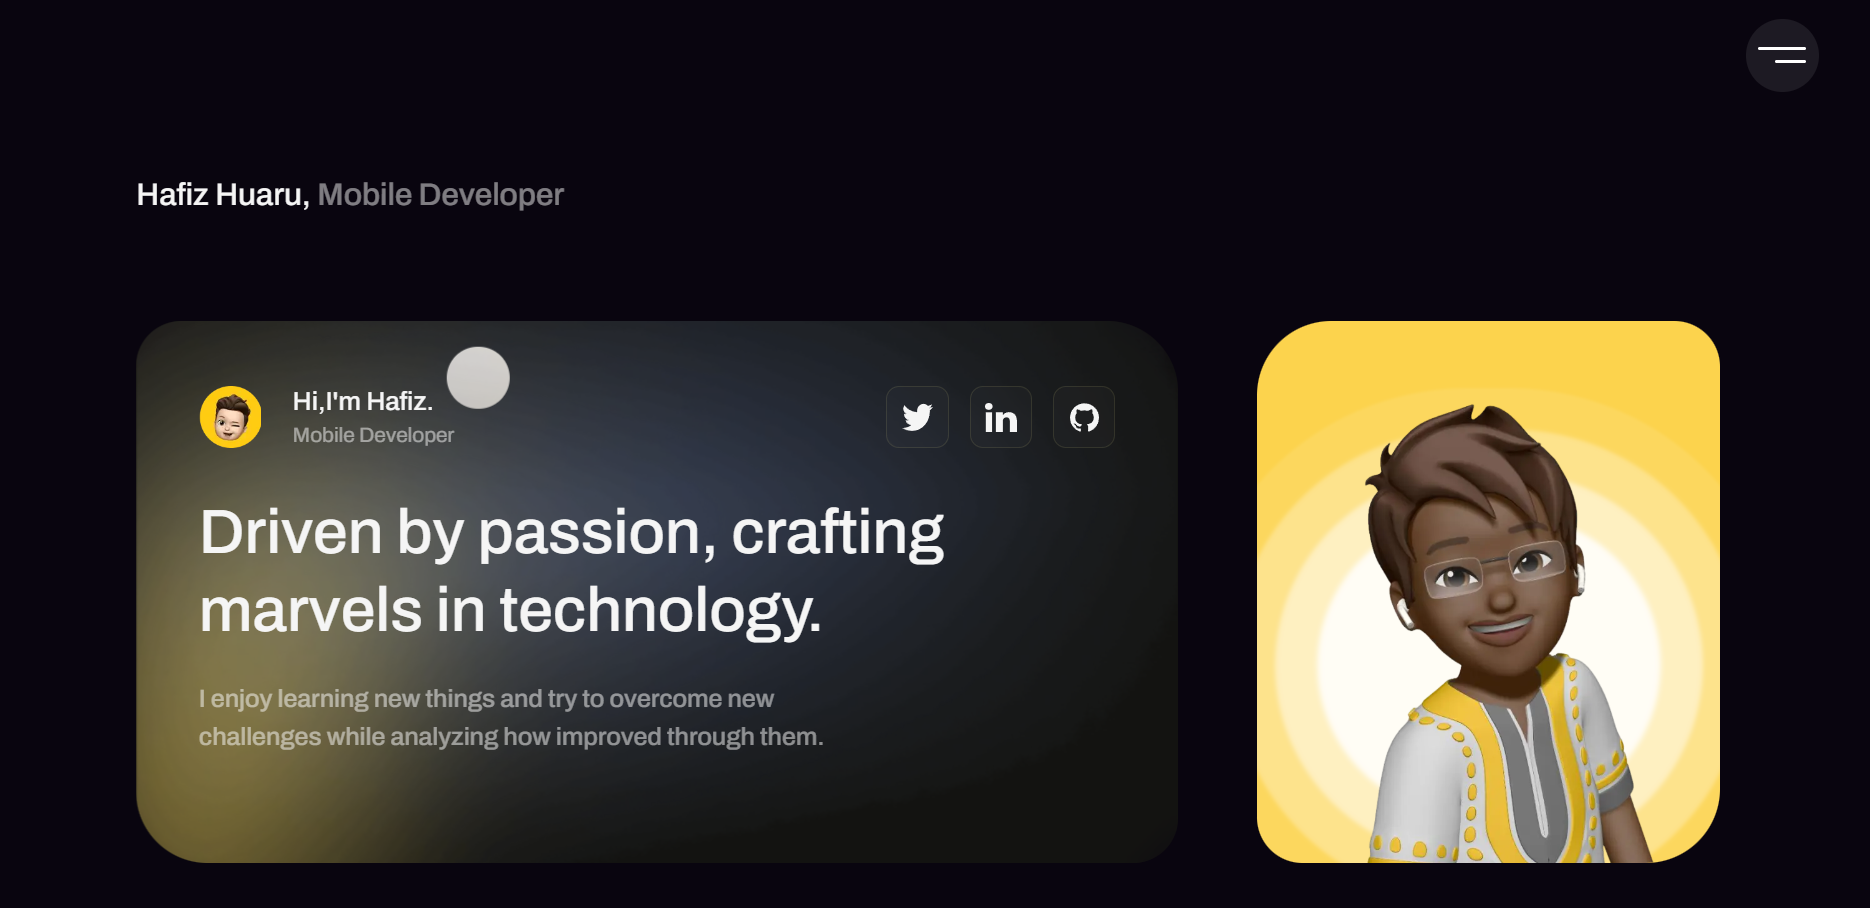 Hafiz Huaru, Mobile Developer
Hi,I'm Hafiz.
Mobile Developer
in
Driven by passion, crafting
marvels in technology.
I enjoy learning new things and try to overcome new
challenges while analyzing how improved through them.